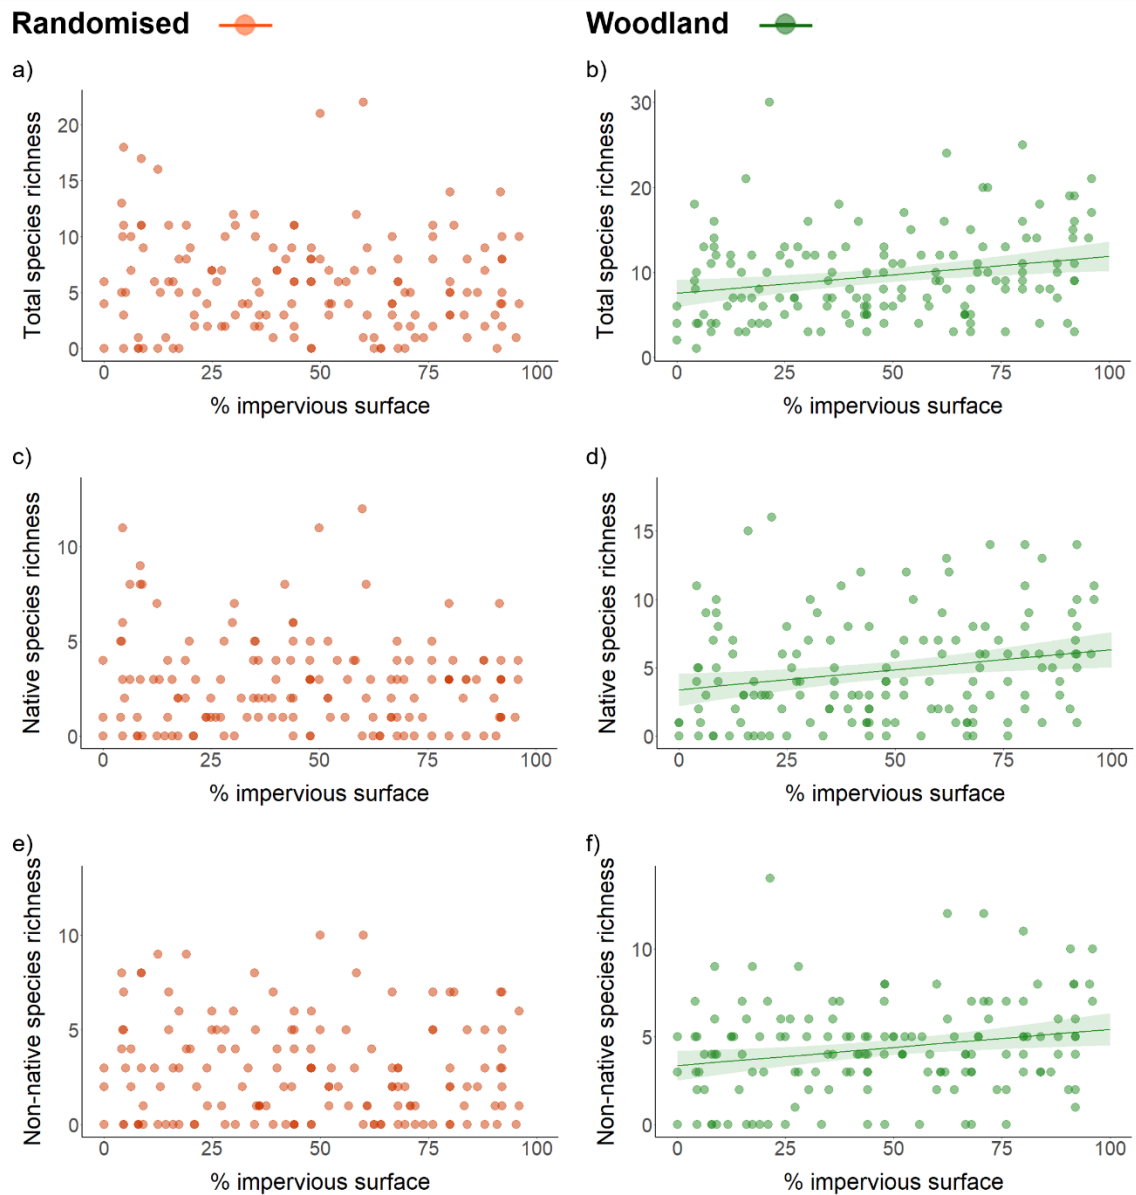 Randomised
Woodland
a)
Total species richness
20
15
10
5
0
0 25 50 75 100
% impervious surface
b)
Total species richness
30
20
10
0
0 25 50 75 100
% impervious surface
c)
Native species richness
10
5
0
0 25 50 75 100
% impervious surface
d)
Native species richness
15
10
5
0
0 25 50 75 100
% impervious surface
e)
Non-native species richness
10
5
0
0 25 50 75 100
% impervious surface
f)
Non-native species richness
10
5
0
0 25 50 75 100
% impervious surface